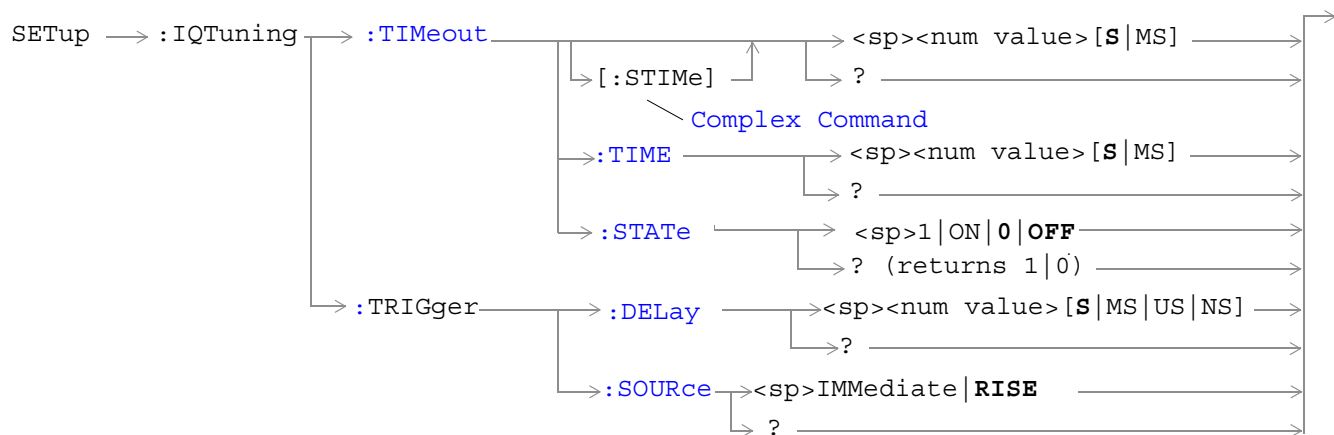 SETup :IQTuning :TIMeout <sp><num value>[S|MS]
[:STIMe] ?
Complex Command
:TIME <sp><num value>[S|MS]
?
:STATe <sp>1|ON|0|OFF
? (returns 1|0)
:TRIGger :DELay <sp><num value>[S|MS|US|NS]
?
:SOURce <sp>IMMediate|RISE
?